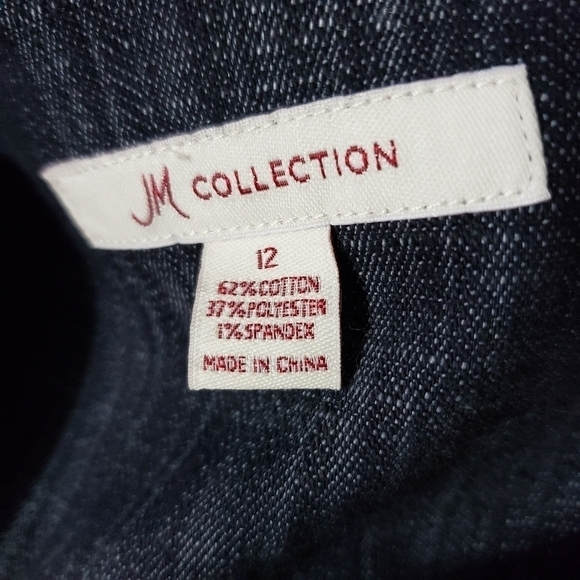 JM COLLECTION
12
62%COTTON
37%POLYESTER
1%SPANDEX
MADE IN CHINA